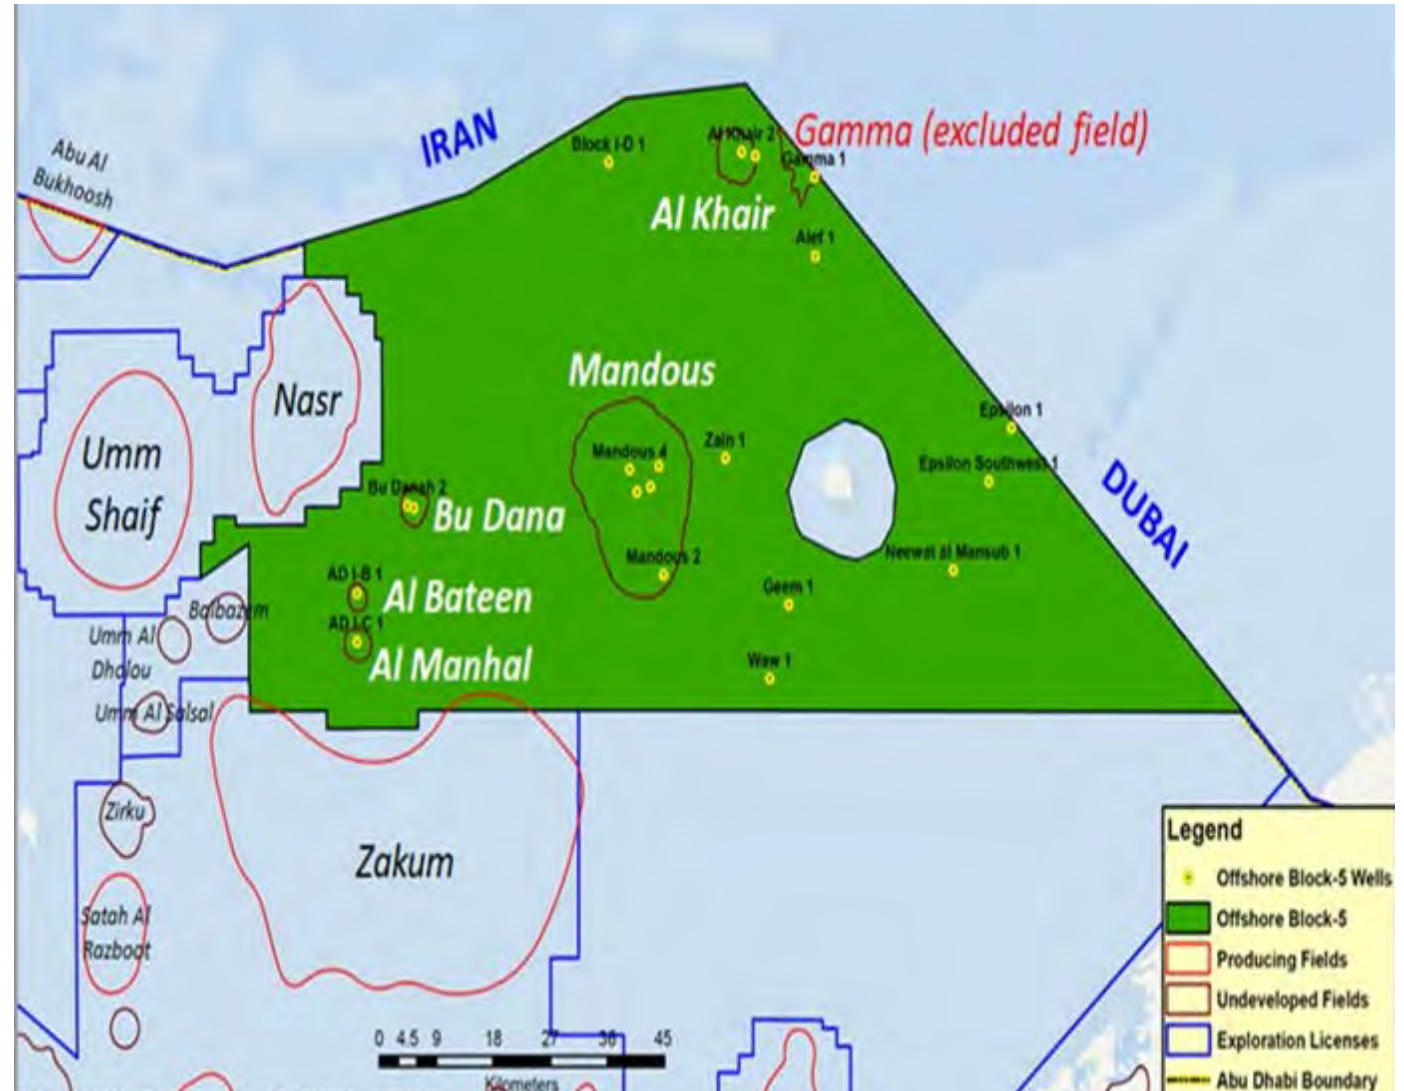 IRAN
Gamma (excluded field)
Abu Al
Bukhoosh
Block I-D 1
Al Khair 2
Gamma 1
Al Khair
Alef 1
Mandous
Nasr
Epsilon 1
Umm
Shaif
Mandous 4
Zain 1
Epsilon Southwest 1
Bu Danah 2
Bu Dana
DUBAI
Mandous 2
Neewat al Mansub 1
AD I-B 1
Al Bateen
Geem 1
Balbazem
AD I-C 1
Umm Al
Dholou
Al Manhal
Waw 1
Umm Al Salsal
Zirku
Zakum
Satah Al
Razboot
0 4.5 9 18 27 36 45
Kilometers
Legend
Offshore Block-5 Wells
Offshore Block-5
Producing Fields
Undeveloped Fields
Exploration Licenses
Abu Dhabi Boundary